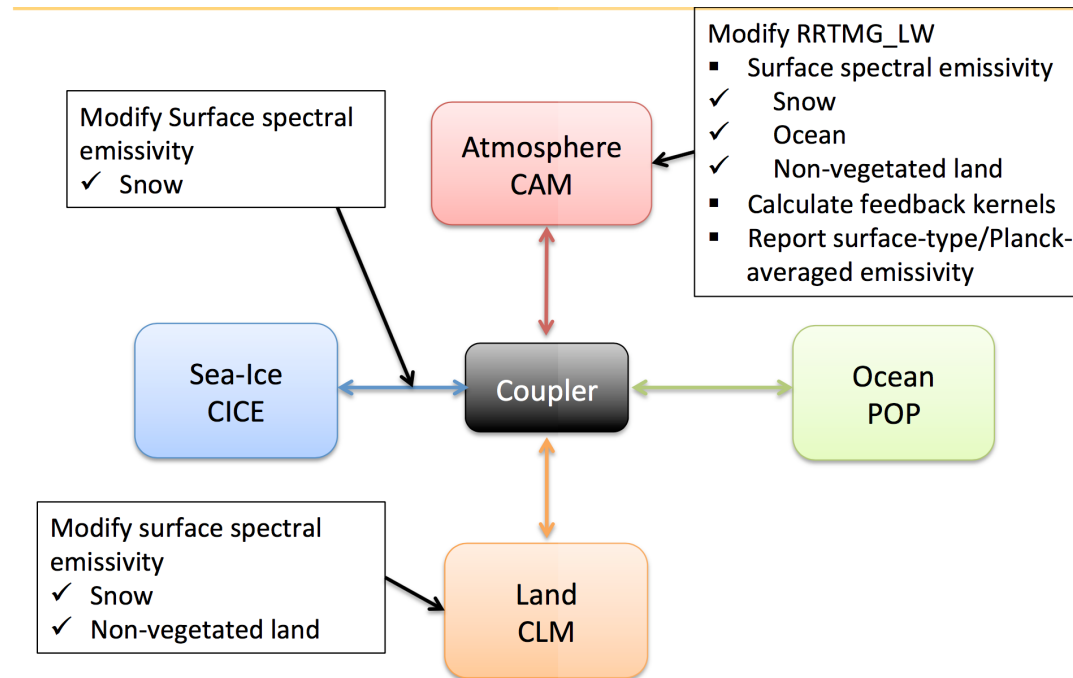 Modify RRTMG_LW
▪ Surface spectral emissivity
✓ Snow
✓ Ocean
✓ Non-vegetated land
▪ Calculate feedback kernels
▪ Report surface-type/Planck-
averaged emissivity
Modify Surface spectral
emissivity
✓ Snow
Atmosphere
CAM
Sea-Ice
CICE
Coupler
Ocean
POP
Modify surface spectral
emissivity
✓ Snow
✓ Non-vegetated land
Land
CLM